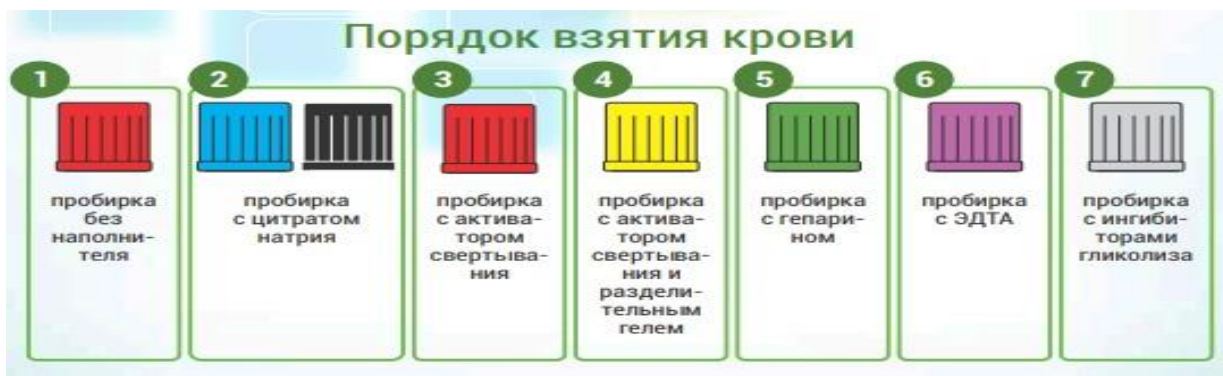 Порядок взятия крови
1
пробирка
без
наполни-
теля
2
пробирка
с цитратом
натрия
3
пробирка
с актива-
тором
свертыва-
ния
4
пробирка
с актива-
тором
свертыва-
ния и
раздели-
тельным
гелем
5
пробирка
с гепари-
ном
6
пробирка
с ЭДТА
7
пробирка
с ингиби-
торами
гликолиза